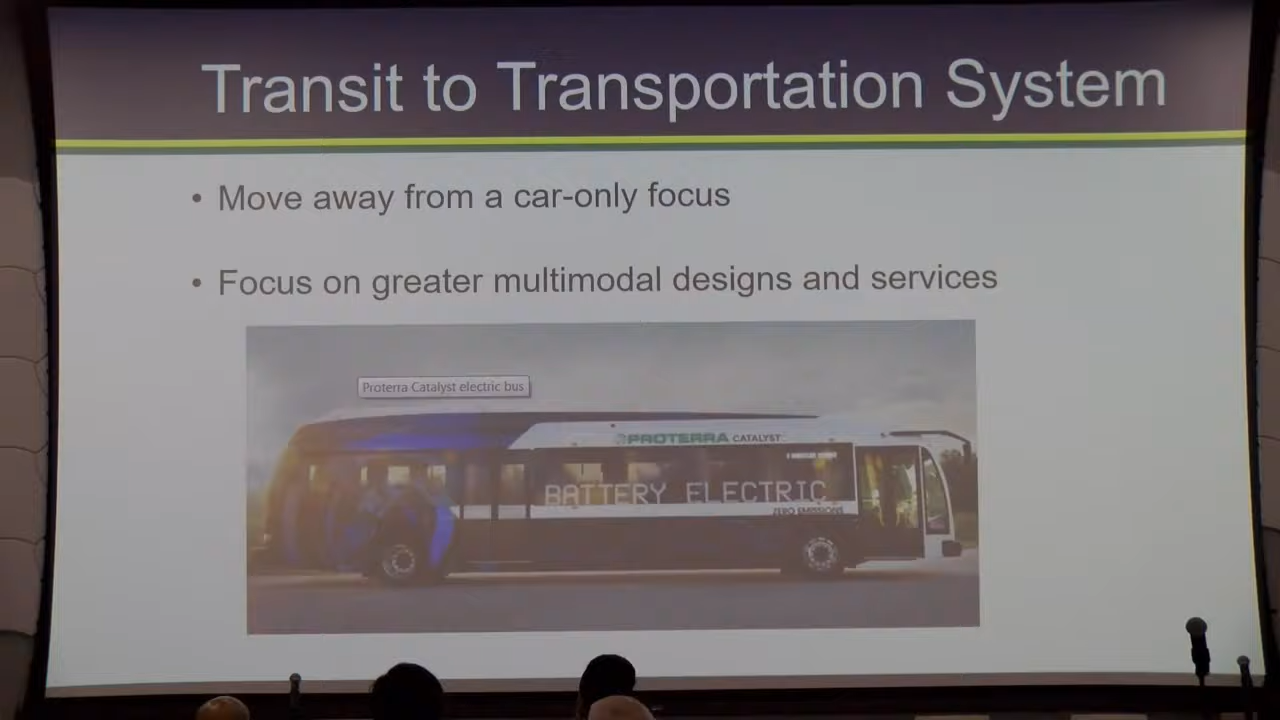 Transit to Transportation System
• Move away from a car-only focus
• Focus on greater multimodal designs and services
Proterra Catalyst electric bus
PROTERRA CATALYST
BATTERY ELECTRIC
ZERO EMISSIONS